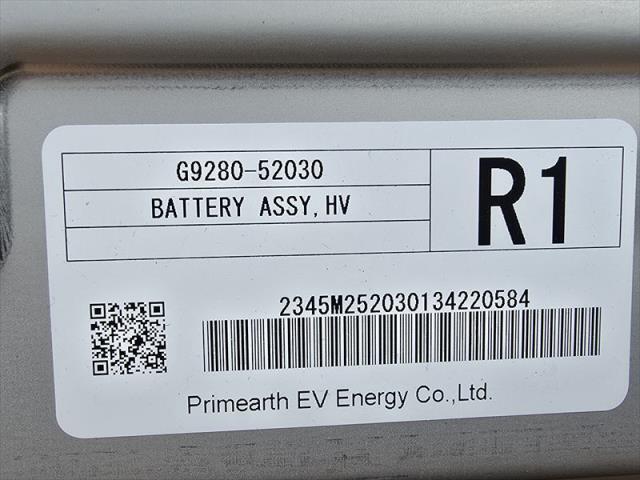 G9280-52030
BATTERY ASSY,HV
R1
2345M252030134220584
Primearth EV Energy Co.,Ltd.